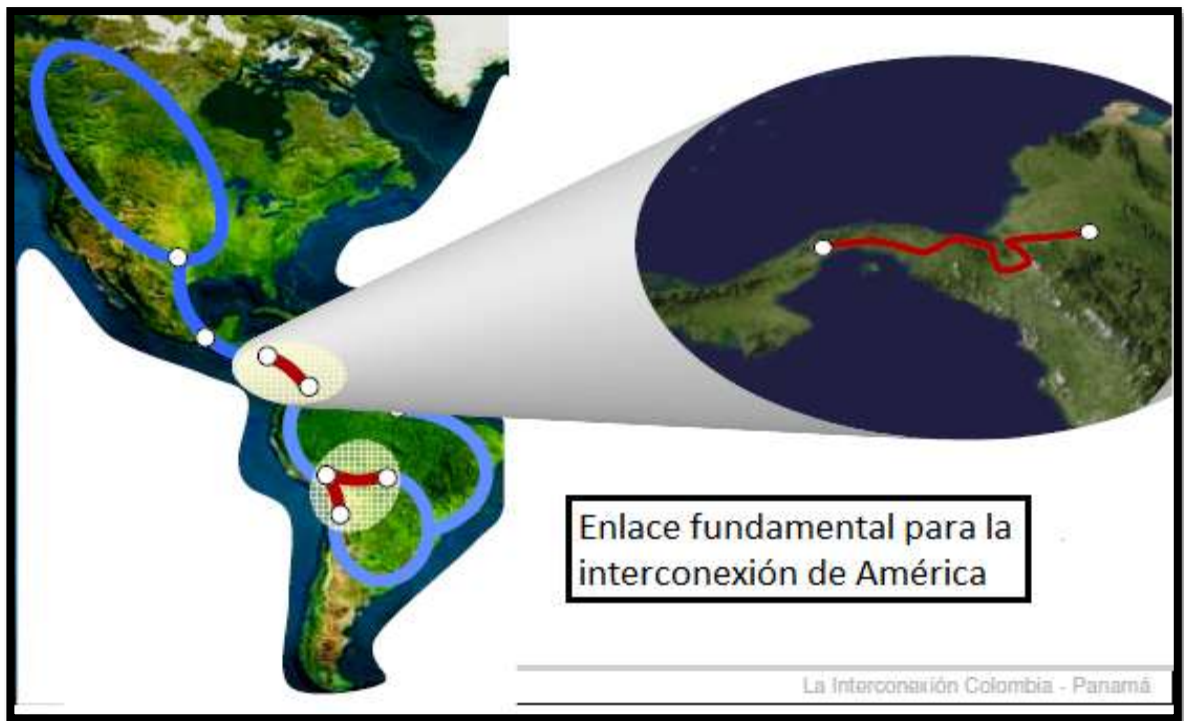 Enlace fundamental para la
interconexión de América
La Interconexión Colombia - Panamá